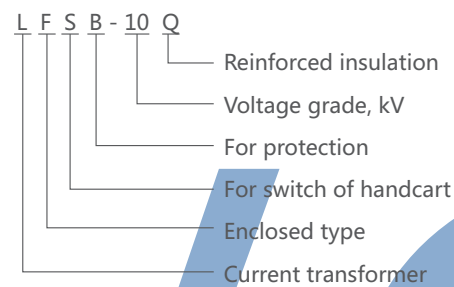 L F S B - 10 Q
Reinforced insulation
Voltage grade, kV
For protection
For switch of handcart
Enclosed type
Current transformer